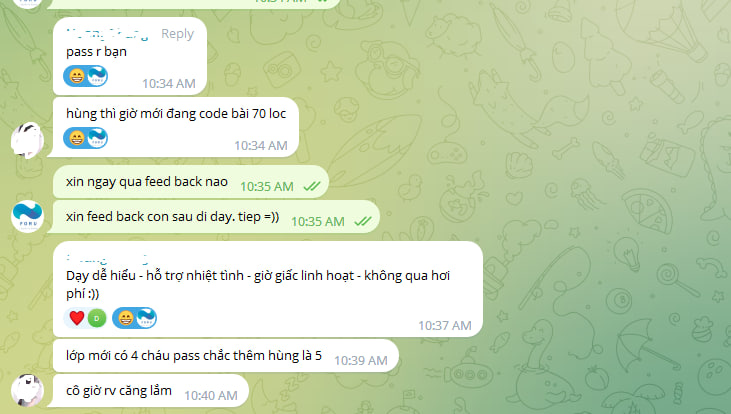 10:34 AM
Reply
pass r bạn
10:34 AM
hùng thì giờ mới đang code bài 70 loc
10:34 AM
xin ngay qua feed back nao 10:35 AM
xin feed back con sau di day. tiep =)) 10:35 AM
Dạy dễ hiểu - hỗ trợ nhiệt tình - giờ giấc linh hoạt - không qua hơi
phí :))
D
10:37 AM
lớp mới có 4 cháu pass chắc thêm hùng là 5 10:39 AM
cô giờ rv căng lắm 10:40 AM